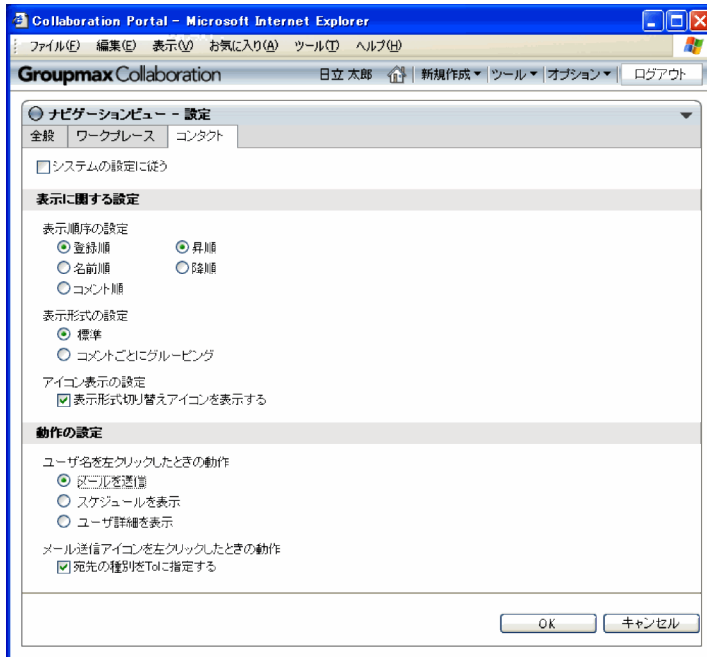 Collaboration Portal - Microsoft Internet Explorer
ファイル(F) 編集(E) 表示(V) お気に入り(A) ツール(T) ヘルプ(H)
Groupmax Collaboration 日立 太郎 新規作成 ツール オプション ログアウト
ナビゲーションビュー - 設定
全般 ワークプレース コンタクト
システムの設定に従う
表示に関する設定
表示順序の設定
登録順 昇順
名前順 降順
コメント順
表示形式の設定
標準
コメントごとにグルーピング
アイコン表示の設定
表示形式切り替えアイコンを表示する
動作の設定
ユーザ名を左クリックしたときの動作
メールを送信
スケジュールを表示
ユーザ詳細を表示
メール送信アイコンを左クリックしたときの動作
宛先の種別をToに指定する
OK キャンセル